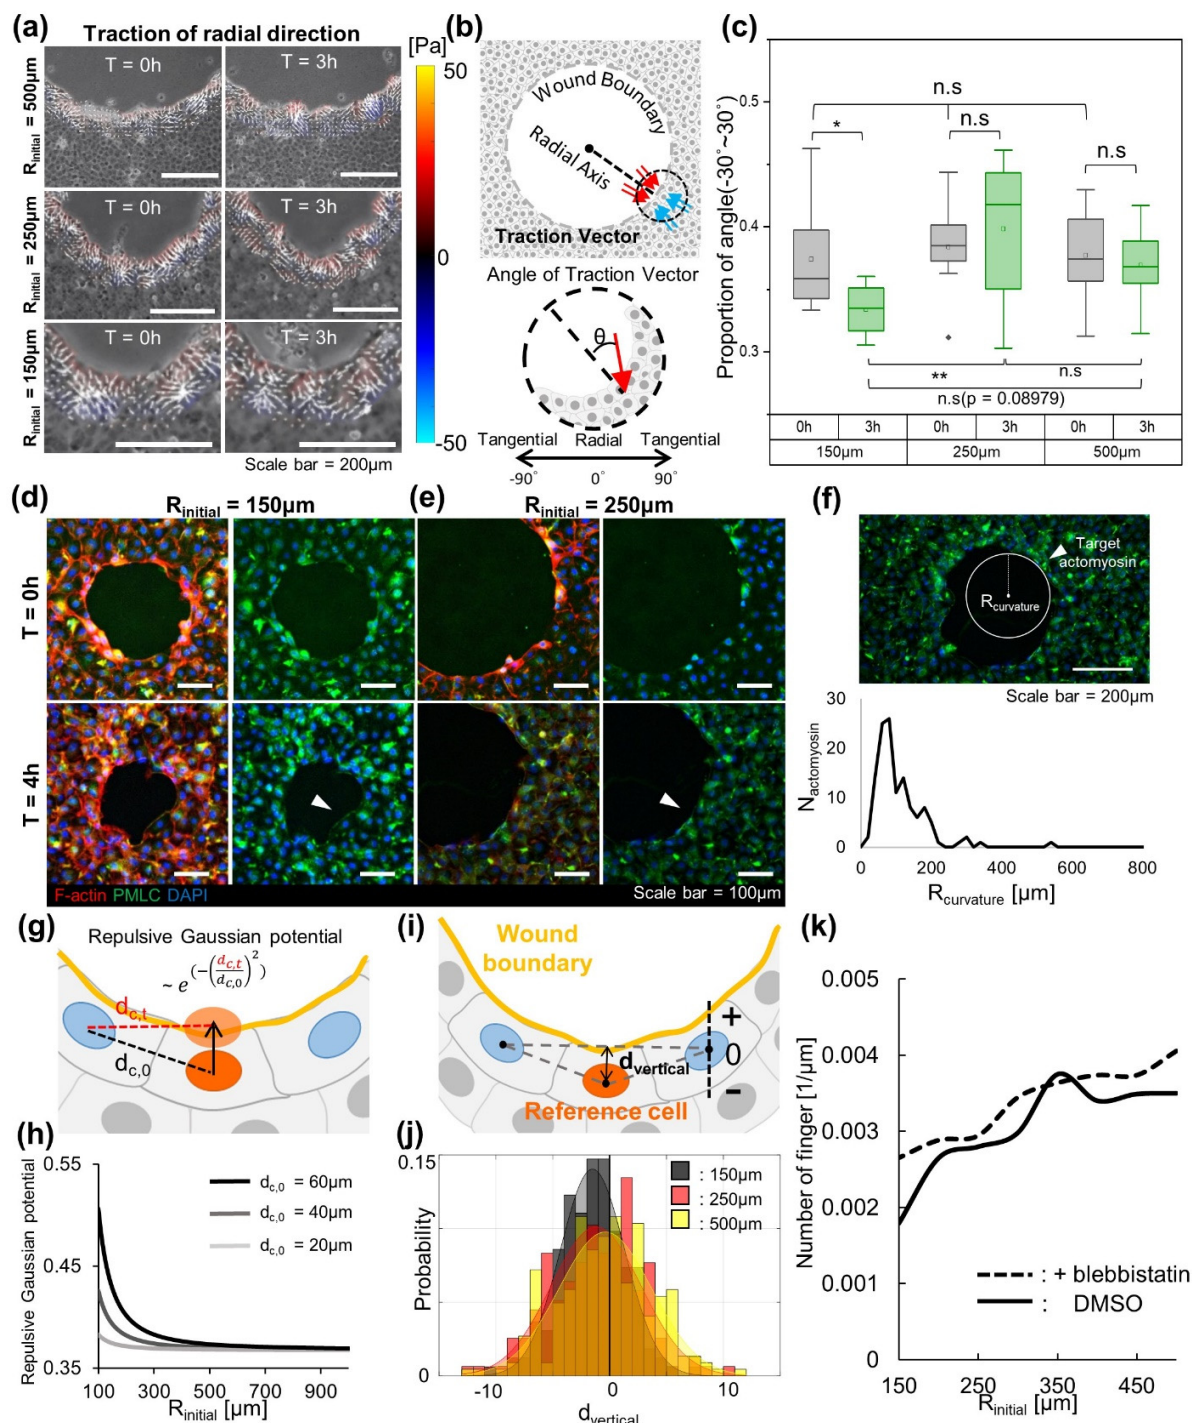 (a)
Traction of radial direction
[Pa]
50
0
-50
R_initial = 500µm
T = 0h
T = 3h
R_initial = 250µm
T = 0h
T = 3h
R_initial = 150µm
T = 0h
T = 3h
Scale bar = 200µm
(b)
Wound Boundary
Radial Axis
Traction Vector
Angle of Traction Vector
θ
Tangential Radial Tangential
-90° 0° 90°
(c)
Proportion of angle(-30°~30°)
0.5
0.4
0.3
n.s
* n.s n.s
** n.s
n.s(p = 0.08979)
0h 3h 0h 3h 0h 3h
150µm 250µm 500µm
(d)
R_initial = 150µm
(e)
R_initial = 250µm
T = 0h
T = 4h
F-actin PMLC DAPI
Scale bar = 100µm
(f)
Target
actomyosin
R_curvature
Scale bar = 200µm
N_actomyosin
30
20
10
0
0 200 400 600 800
R_curvature [µm]
(g)
Repulsive Gaussian potential
~ e^(-(d_c,t/d_c,0)^2)
d_c,t
d_c,0
(h)
Repulsive Gaussian potential
0.55
0.45
0.35
d_c,0 = 60µm
d_c,0 = 40µm
d_c,0 = 20µm
100 300 500 700 900
R_initial [µm]
(i)
Wound
boundary
+
0
-
d_vertical
Reference cell
(j)
Probability
0.15
0
: 150µm
: 250µm
: 500µm
-10 0 10
d_vertical
(k)
Number of finger [1/µm]
0.005
0.004
0.003
0.002
0.001
0
: + blebbistatin
: DMSO
150 250 350 450
R_initial [µm]